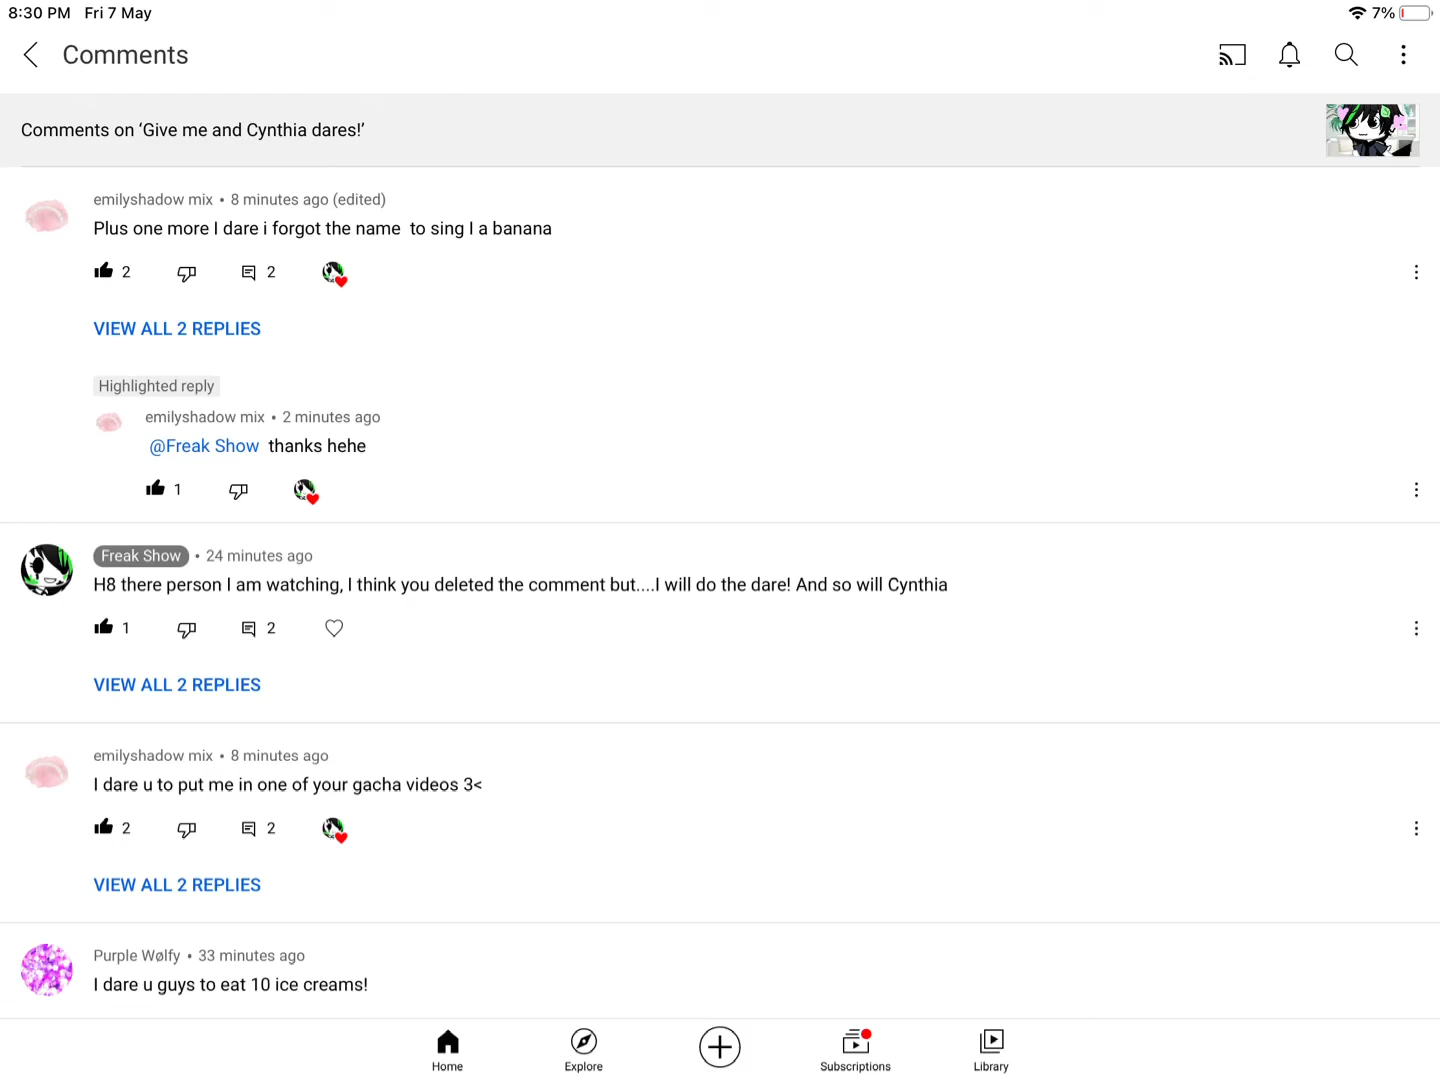 8:30 PM Fri 7 May 7%
Comments
Comments on ‘Give me and Cynthia dares!’
emilyshadow mix • 8 minutes ago (edited)
Plus one more I dare i forgot the name to sing I a banana
2 2
VIEW ALL 2 REPLIES
Highlighted reply
emilyshadow mix • 2 minutes ago
@Freak Show thanks hehe
1
Freak Show • 24 minutes ago
H8 there person I am watching, I think you deleted the comment but....I will do the dare! And so will Cynthia
1 2
VIEW ALL 2 REPLIES
emilyshadow mix • 8 minutes ago
I dare u to put me in one of your gacha videos 3<
2 2
VIEW ALL 2 REPLIES
Purple Wølfy • 33 minutes ago
I dare u guys to eat 10 ice creams!
Home Explore Subscriptions Library